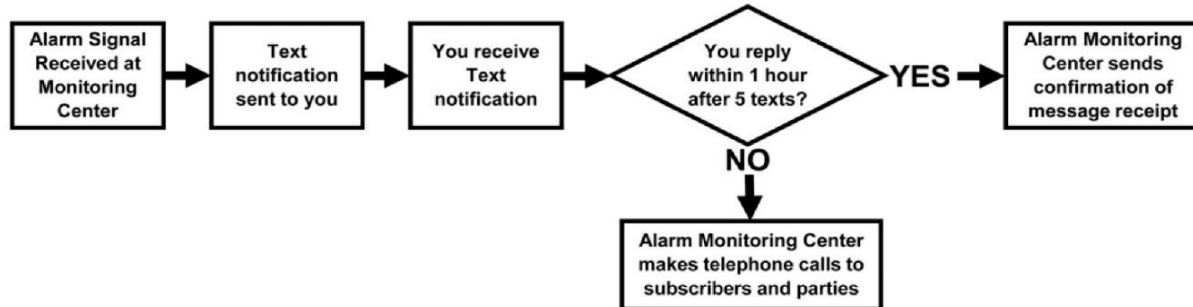 Alarm Signal
Received at
Monitoring
Center
Text
notification
sent to you
You receive
Text
notification
You reply
within 1 hour
after 5 texts?
YES
Alarm Monitoring
Center sends
confirmation of
message receipt
NO
Alarm Monitoring Center
makes telephone calls to
subscribers and parties